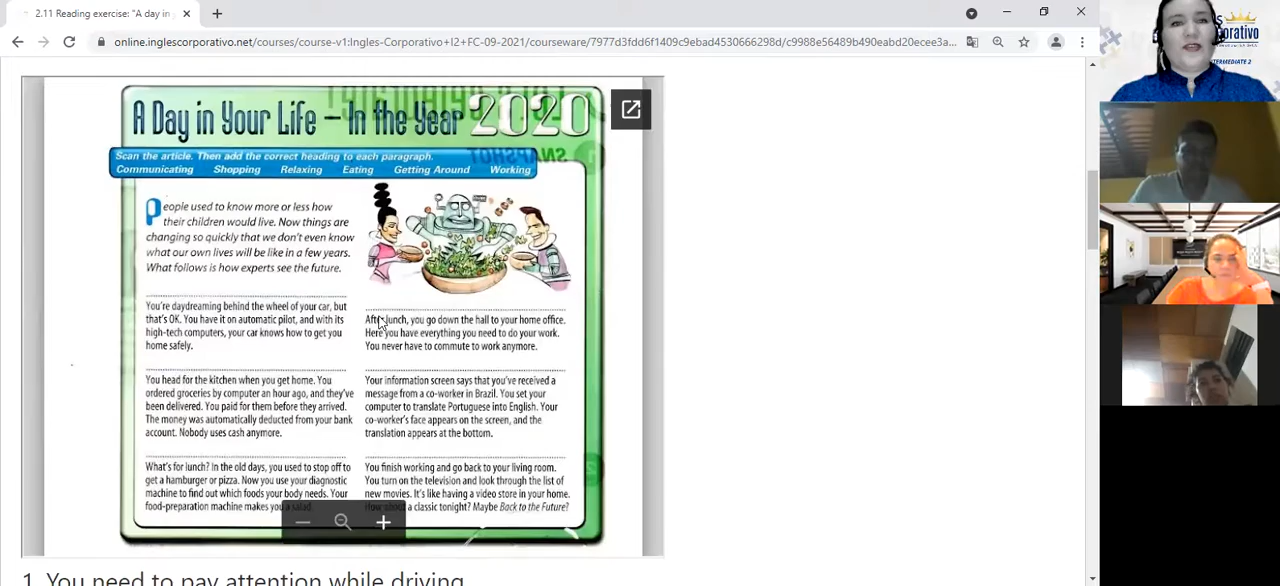 2.11 Reading exercise: "A day in
online.inglescorporativo.net/courses/course-v1:Ingles-Corporativo+I2+FC-09-2021/courseware/7977d3fdd6f1409c9ebad4530666298d/c9988e56489b490eabd20ecee3a...
A Day in Your Life – In the Year 2020
Scan the article. Then add the correct heading to each paragraph.
Communicating Shopping Relaxing Eating Getting Around Working
SNAPSHOT
People used to know more or less how
their children would live. Now things are
changing so quickly that we don't even know
what our own lives will be like in a few years.
What follows is how experts see the future.
You're daydreaming behind the wheel of your car, but
that's OK. You have it on automatic pilot, and with its
high-tech computers, your car knows how to get you
home safely.
You head for the kitchen when you get home. You
ordered groceries by computer an hour ago, and they've
been delivered. You paid for them before they arrived.
The money was automatically deducted from your bank
account. Nobody uses cash anymore.
What's for lunch? In the old days, you used to stop off to
get a hamburger or pizza. Now you use your diagnostic
machine to find out which foods your body needs. Your
food-preparation machine makes you a salad.
After lunch, you go down the hall to your home office.
Here you have everything you need to do your work.
You never have to commute to work anymore.
Your information screen says that you've received a
message from a co-worker in Brazil. You set your
computer to translate Portuguese into English. Your
co-worker's face appears on the screen, and the
translation appears at the bottom.
You finish working and go back to your living room.
You turn on the television and look through the list of
new movies. It's like having a video store in your home.
How about a classic tonight? Maybe Back to the Future?
1. You need to pay attention while driving
orativo
TERMEDIATE 2